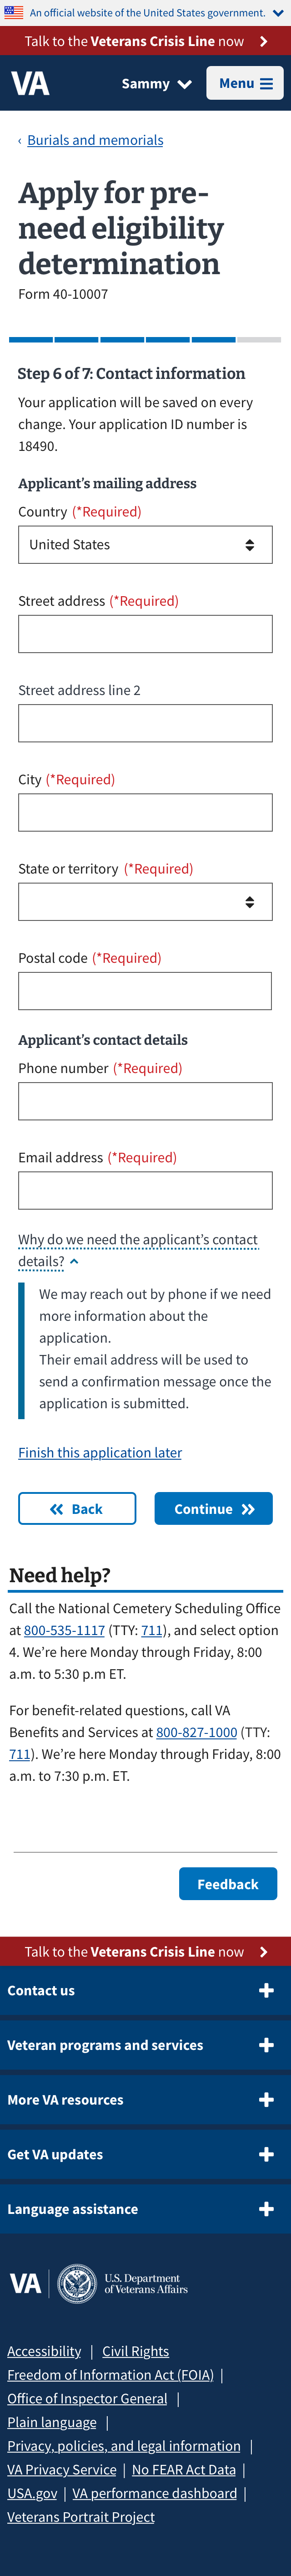 An official website of the United States government.
Talk to the Veterans Crisis Line now
VA
Sammy
Menu
‹ Burials and memorials
Apply for pre-
need eligibility
determination
Form 40-10007
Step 6 of 7: Contact information
Your application will be saved on every
change. Your application ID number is
18490.
Applicant’s mailing address
Country (*Required)
United States
Street address (*Required)
Street address line 2
City (*Required)
State or territory (*Required)
Postal code (*Required)
Applicant’s contact details
Phone number (*Required)
Email address (*Required)
Why do we need the applicant’s contact
details?
We may reach out by phone if we need
more information about the
application.
Their email address will be used to
send a confirmation message once the
application is submitted.
Finish this application later
Back
Continue
Need help?
Call the National Cemetery Scheduling Office
at 800-535-1117 (TTY: 711), and select option
4. We’re here Monday through Friday, 8:00
a.m. to 5:30 p.m ET.
For benefit-related questions, call VA
Benefits and Services at 800-827-1000 (TTY:
711). We’re here Monday through Friday, 8:00
a.m. to 7:30 p.m. ET.
Feedback
Talk to the Veterans Crisis Line now
Contact us
Veteran programs and services
More VA resources
Get VA updates
Language assistance
VA
U.S. Department
of Veterans Affairs
Accessibility | Civil Rights
Freedom of Information Act (FOIA) |
Office of Inspector General |
Plain language |
Privacy, policies, and legal information |
VA Privacy Service | No FEAR Act Data |
USA.gov | VA performance dashboard |
Veterans Portrait Project